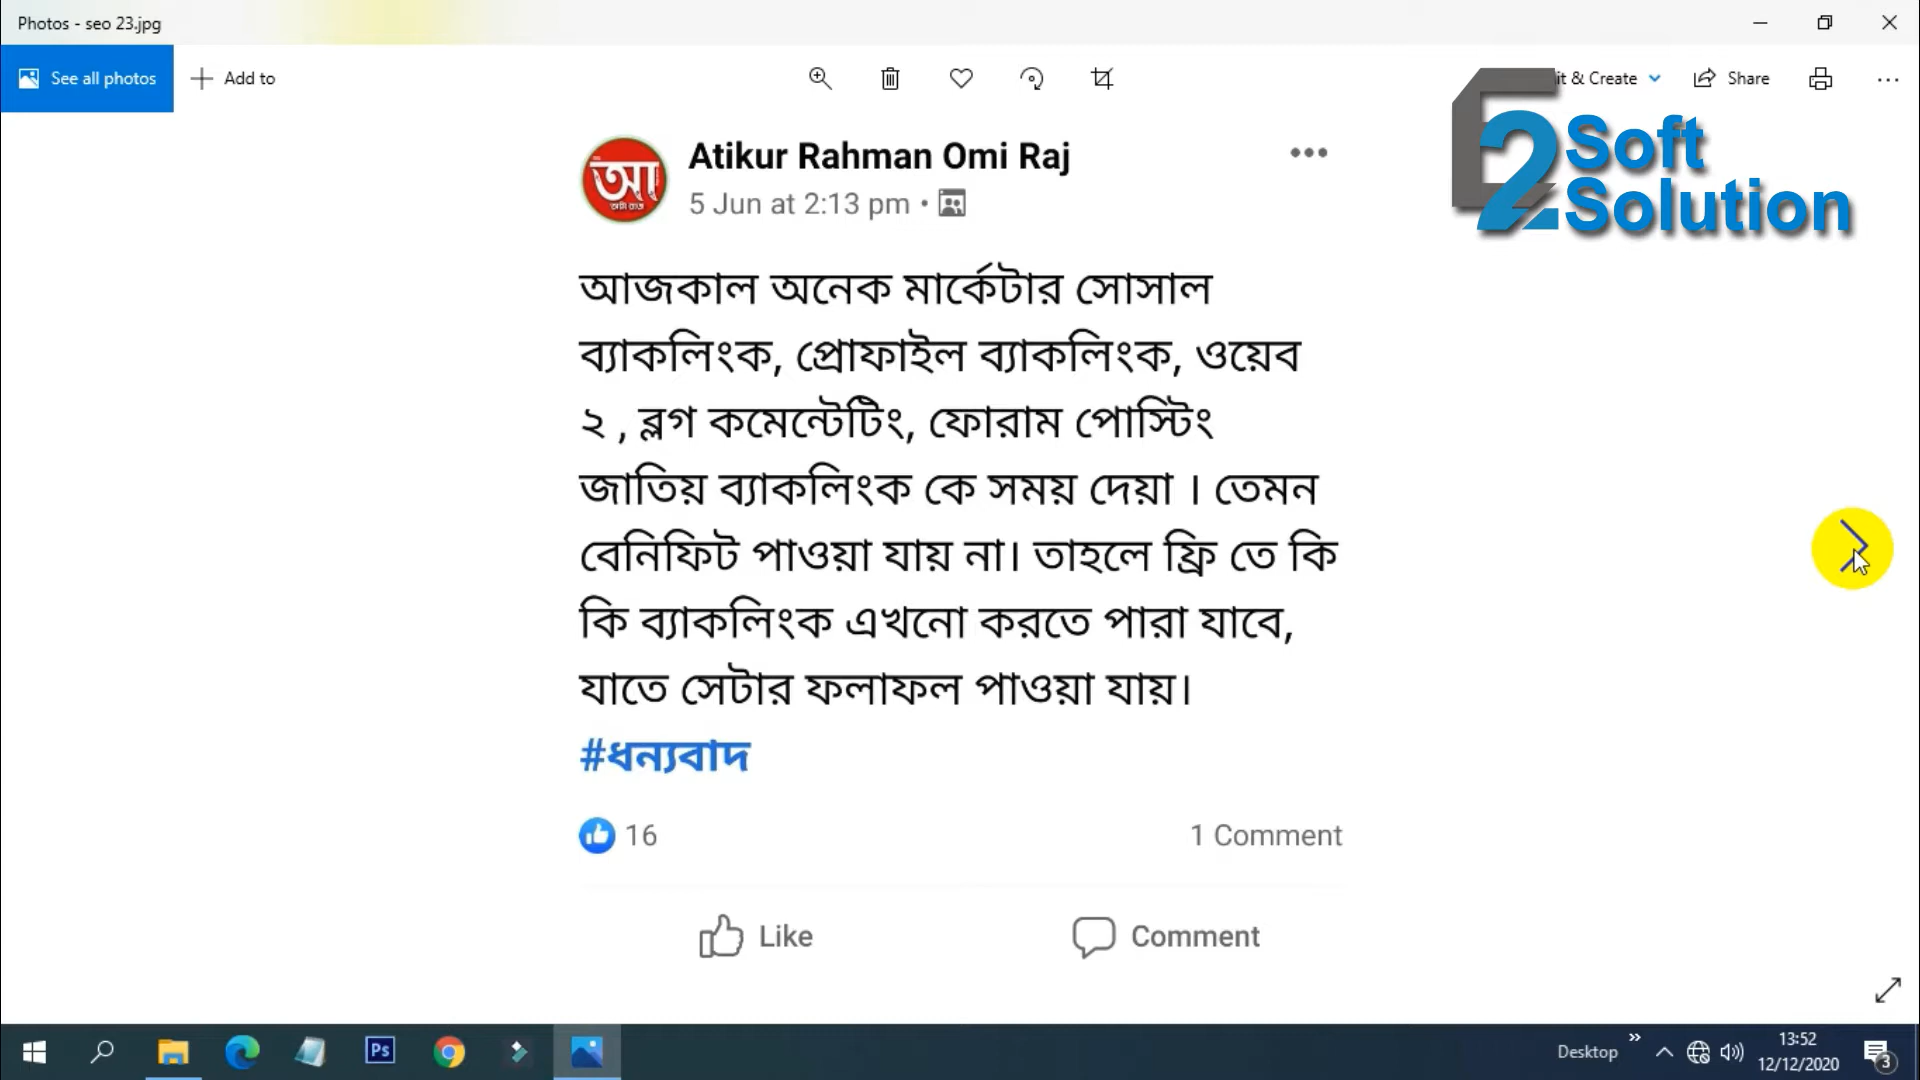 Photos - seo 23.jpg
See all photos
Add to
it & Create
Share
E2 Soft
Solution
আ
Atikur Rahman Omi Raj
5 Jun at 2:13 pm •
আজকাল অনেক মার্কেটার সোসাল
ব্যাকলিংক, প্রোফাইল ব্যাকলিংক, ওয়েব
২ , ব্লগ কমেন্টেটিং, ফোরাম পোস্টিং
জাতিয় ব্যাকলিংক কে সময় দেয়া । তেমন
বেনিফিট পাওয়া যায় না। তাহলে ফ্রি তে কি
কি ব্যাকলিংক এখনো করতে পারা যাবে,
যাতে সেটার ফলাফল পাওয়া যায়।
#ধন্যবাদ
16
1 Comment
Like
Comment
Ps
Desktop
13:52
12/12/2020
3